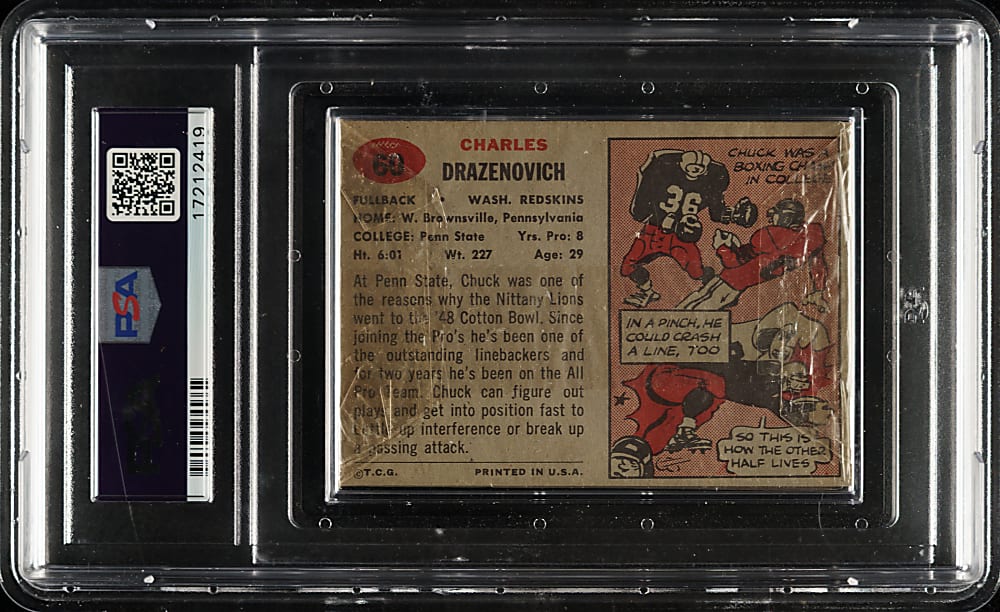 17212419
PSA
60
CHARLES
DRAZENOVICH
FULLBACK • WASH. REDSKINS
HOME: W. Brownsville, Pennsylvania
COLLEGE: Penn State Yrs. Pro: 8
Ht. 6:01 Wt. 227 Age: 29
At Penn State, Chuck was one of
the reasons why the Nittany Lions
went to the '48 Cotton Bowl. Since
joining the Pro's he's been one of
the outstanding linebackers and
for two years he's been on the All
Pro team. Chuck can figure out
plays and get into position fast to
up interference or break up
a passing attack.
©T.C.G. PRINTED IN U.S.A.
CHUCK WAS A
BOXING CHAMP
IN COLLEGE
36
IN A PINCH, HE
COULD CRASH
A LINE, TOO
SO THIS IS
HOW THE OTHER
HALF LIVES